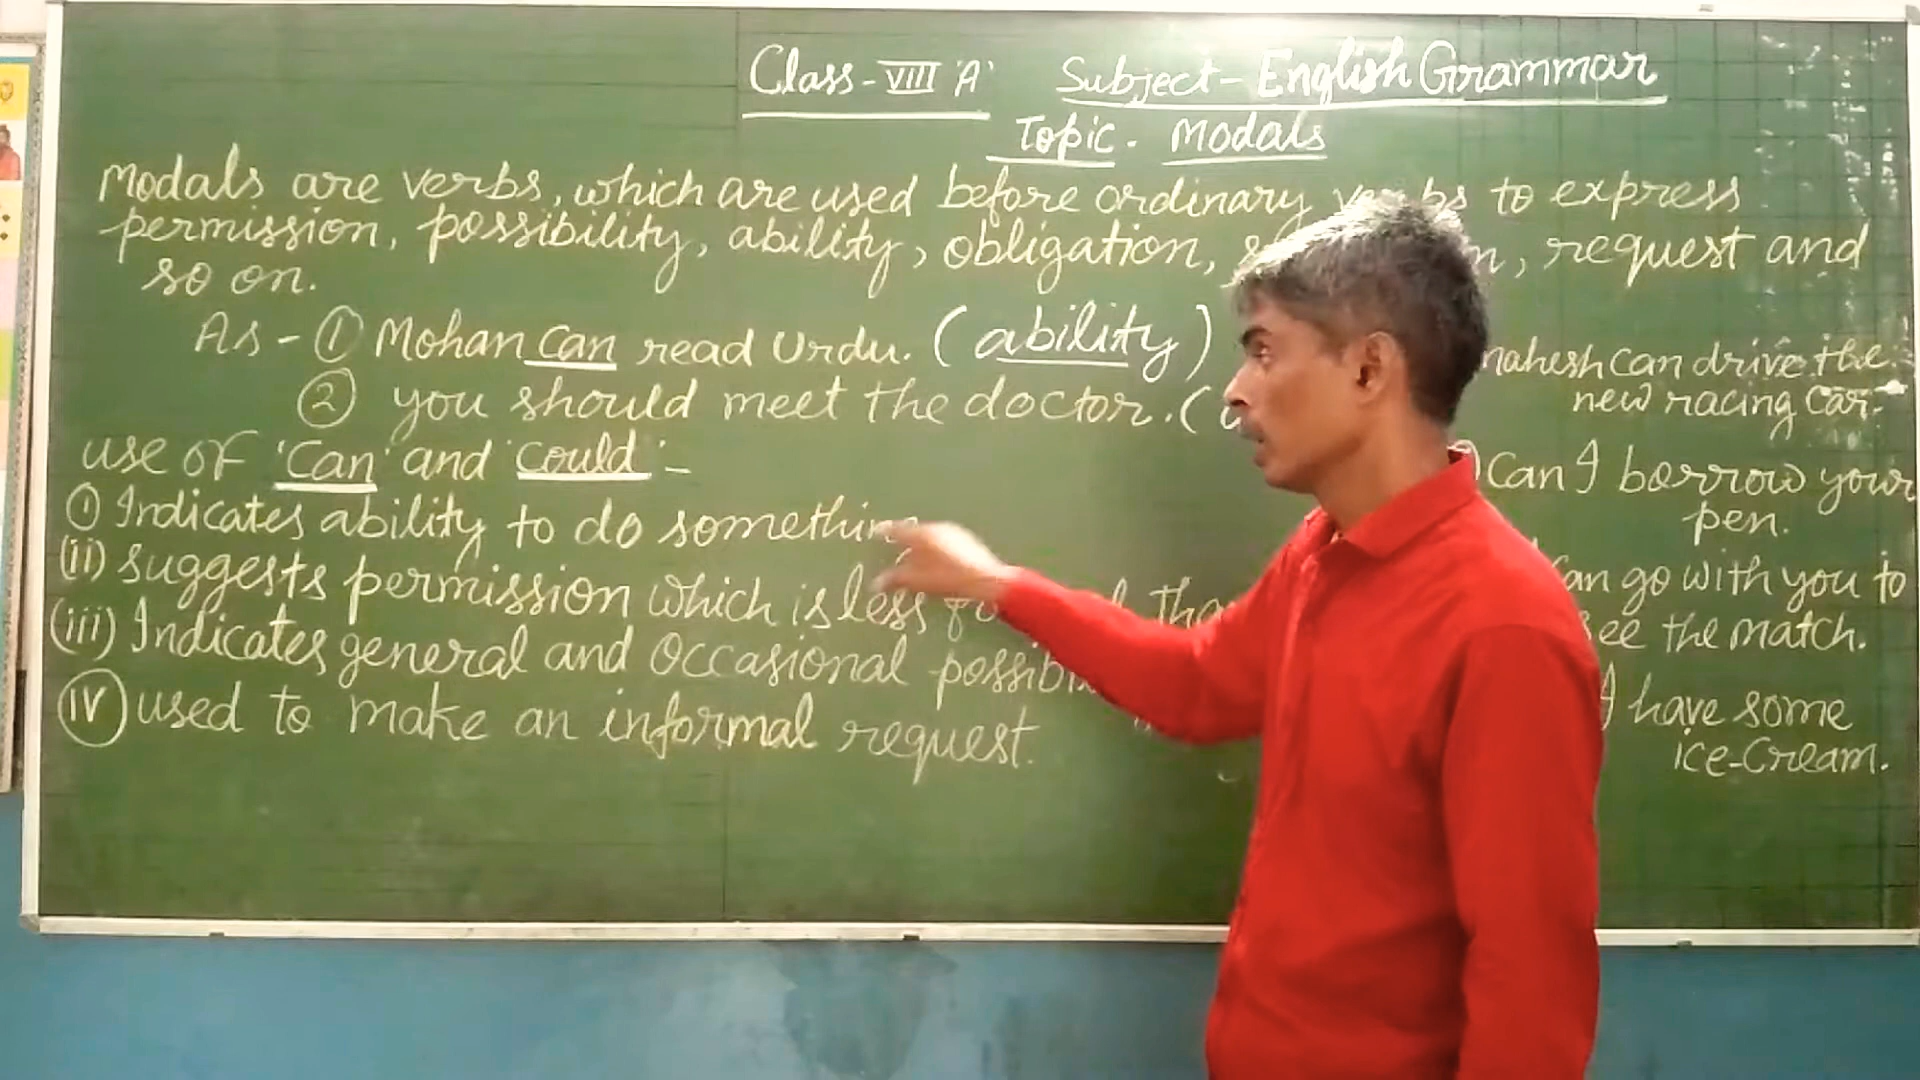 Class - VIII 'A' Subject - English Grammar
Topic - Modals
Modals are verbs, which are used before ordinary verbs to express
permission, possibility, ability, obligation, request and
so on.
As - ① Mohan can read Urdu. (ability)
② you should meet the doctor. (
use of 'Can' and 'could' -
① Indicates ability to do something
(ii) suggests permission which is less
(iii) Indicates general and Occasional
(IV) used to make an informal request.
mahesh can drive the
new racing car.
Can I borrow your
pen.
can go with you to
see the match.
I have some
ice-cream.